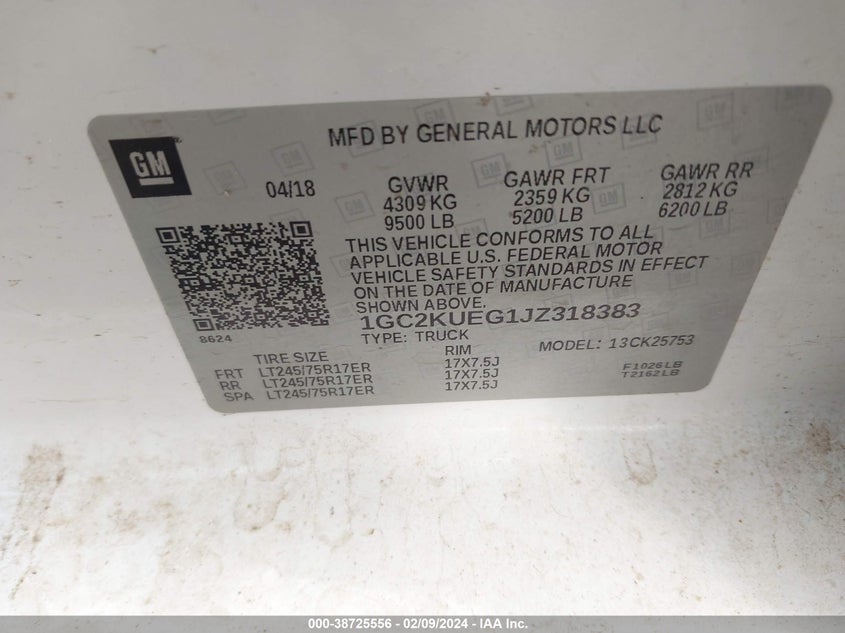 MFD BY GENERAL MOTORS LLC
GM
04/18
GVWR
4309 KG
9500 LB
GAWR FRT
2359 KG
5200 LB
GAWR RR
2812 KG
6200 LB
THIS VEHICLE CONFORMS TO ALL
APPLICABLE U.S. FEDERAL MOTOR
VEHICLE SAFETY STANDARDS IN EFFECT
ON THE DATE OF MANUFACTURE
SHOWN ABOVE.
8624
1GC2KUEG1JZ318383
TYPE: TRUCK
MODEL: 13CK25753
TIRE SIZE RIM
FRT LT245/75R17ER 17X7.5J
RR LT245/75R17ER 17X7.5J
SPA LT245/75R17ER 17X7.5J
F1026LB
T2162LB
000-38725556 - 02/09/2024 - IAA Inc.